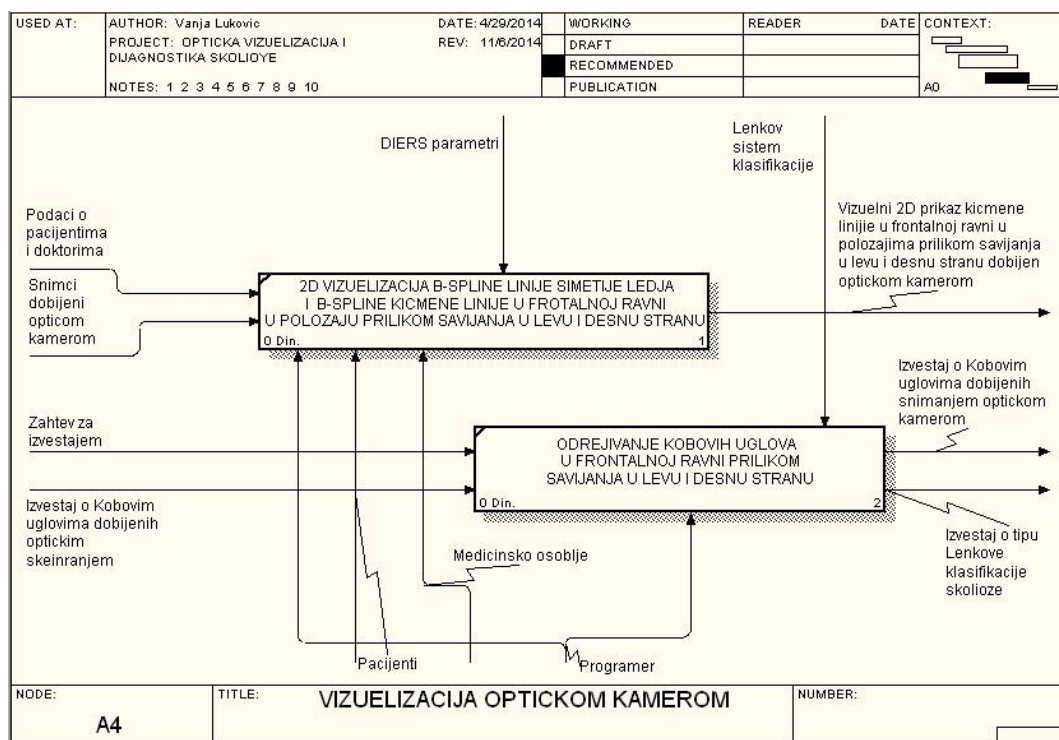 USED AT:
AUTHOR: Vanja Lukovic
DATE: 4/29/2014
PROJECT: OPTICKA VIZUELIZACIJA I
DIJAGNOSTIKA SKOLIOYE
REV: 11/6/2014
NOTES: 1 2 3 4 5 6 7 8 9 10
WORKING
DRAFT
RECOMMENDED
PUBLICATION
READER
DATE
CONTEXT:
A0
DIERS parametri
Lenkov
sistem
klasifikacije
Podaci o
pacijentima
i doktorima
Snimci
dobijeni
opticom
kamerom
Vizuelni 2D prikaz kicmene
linijie u frontalnoj ravni u
polozajima prilikom savijanja
u levu i desnu stranu dobijen
optickom kamerom
2D VIZUELIZACIJA B-SPLINE LINIJE SIMETIJE LEDJA
I B-SPLINE KICMENE LINIJE U FROTALNOJ RAVNI
U POLOZAJU PRILIKOM SAVIJANJA U LEVU I DESNU STRANU
0 Din.
1
Zahtev za
izvestajem
Izvestaj o Kobovim
uglovima dobijenih
snimanjem optickom
kamerom
ODREJIVANJE KOBOVIH UGLOVA
U FRONTALNOJ RAVNI PRILIKOM
SAVIJANJA U LEVU I DESNU STRANU
0 Din.
2
Izvestaj o Kobovim
uglovima dobijenih
optickim
skeinranjem
Medicinsko osoblje
Izvestaj o tipu
Lenkove
klasifikacije
skolioze
Pacijenti
Programer
NODE:
A4
TITLE:
VIZUELIZACIJA OPTICKOM KAMEROM
NUMBER: